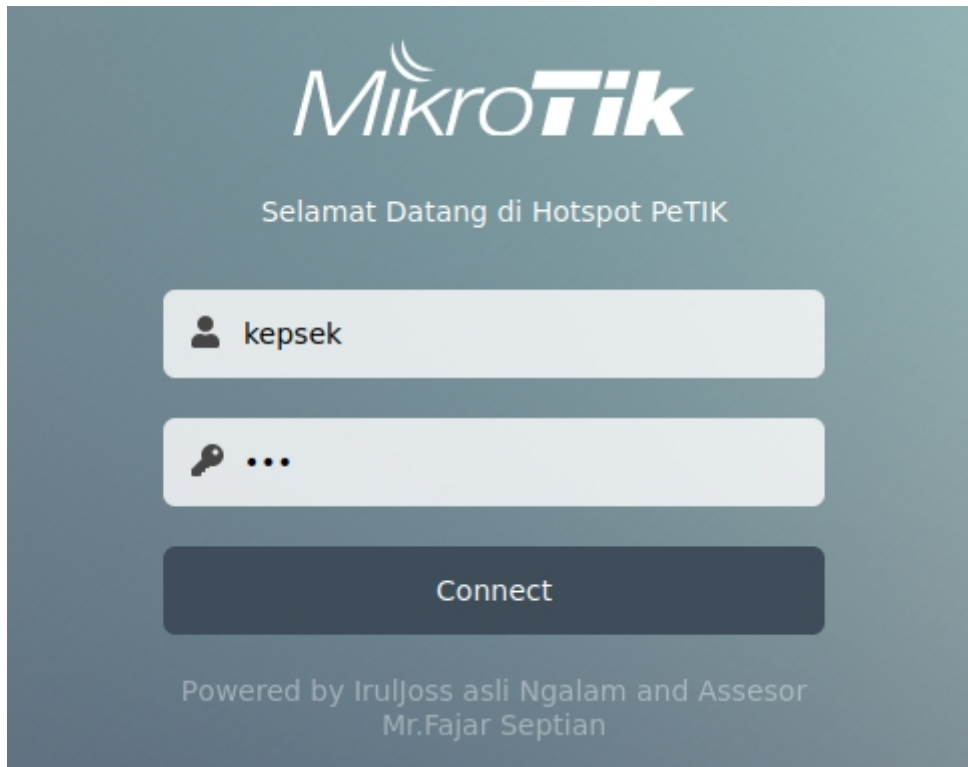 MikroTik
Selamat Datang di Hotspot PeTIK
kepsek
•••
Connect
Powered by IrulJoss asli Ngalam and Assesor
Mr.Fajar Septian